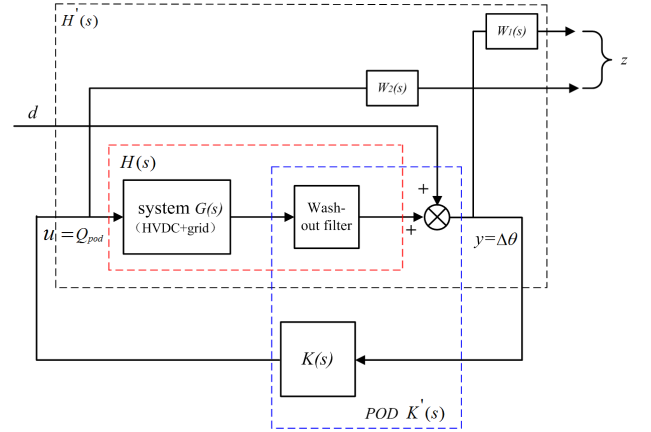 H'(s)
W1(s)
z
W2(s)
d
H(s)
+
system G(s)
(HVDC+grid)
Wash-
out filter
+
u =Qpod
y=Δθ
K(s)
POD K'(s)